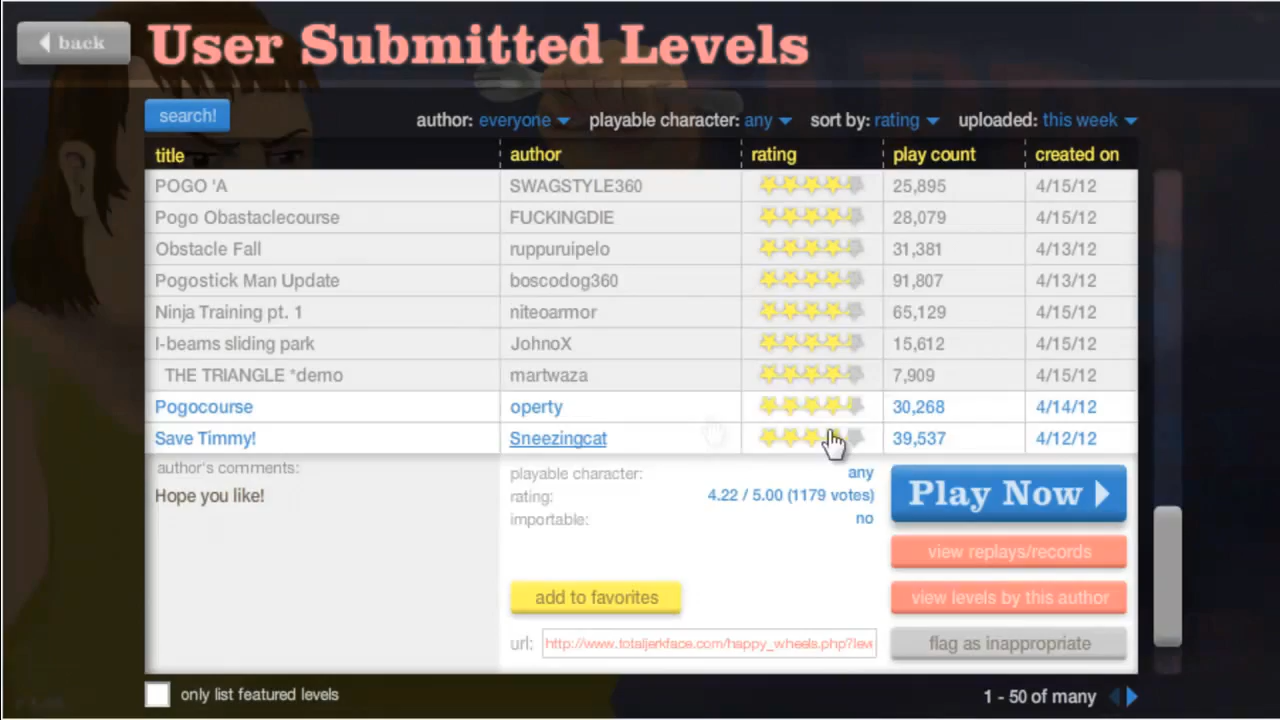 back
User Submitted Levels
search!
author: everyone playable character: any sort by: rating uploaded: this week
title author rating play count created on
POGO 'A SWAGSTYLE360 25,895 4/15/12
Pogo Obastaclecourse FUCKINGDIE 28,079 4/15/12
Obstacle Fall ruppuruipelo 31,381 4/13/12
Pogostick Man Update boscodog360 91,807 4/13/12
Ninja Training pt. 1 niteoarmor 65,129 4/15/12
I-beams sliding park JohnoX 15,612 4/15/12
THE TRIANGLE *demo martwaza 7,909 4/15/12
Pogocourse operty 30,268 4/14/12
Save Timmy! Sneezingcat 39,537 4/12/12
author's comments:
Hope you like!
playable character: any
rating: 4.22 / 5.00 (1179 votes)
importable: no
Play Now
view replays/records
add to favorites
view levels by this author
url: http://www.totaljerkface.com/happy_wheels.php?lev
flag as inappropriate
only list featured levels
1 - 50 of many